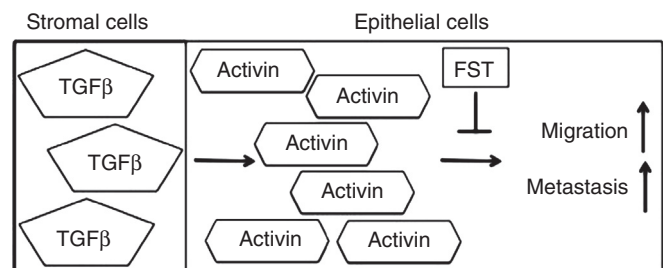 Stromal cells
Epithelial cells
TGFβ
TGFβ
TGFβ
Activin
Activin
Activin
Activin
Activin
Activin
FST
Migration
Metastasis